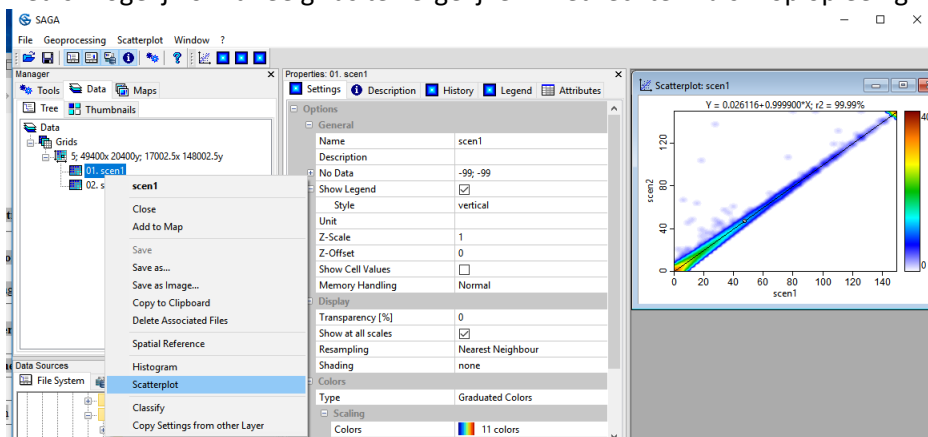 SAGA
File Geoprocessing Scatterplot Window ?
Manager
Tools Data Maps
Tree Thumbnails
Data
Grids
5; 49400x 20400y; 17002.5x 148002.5y
01. scen1
02. s
scen1
Close
Add to Map
Save
Save as...
Save as Image...
Copy to Clipboard
Delete Associated Files
Spatial Reference
Histogram
Scatterplot
Classify
Copy Settings from other Layer
Data Sources
File System
Properties: 01. scen1
Settings Description History Legend Attributes
Options
General
Name scen1
Description
No Data -99; -99
Show Legend
Style vertical
Unit
Z-Scale 1
Z-Offset 0
Show Cell Values
Memory Handling Normal
Display
Transparency [%] 0
Show at all scales
Resampling Nearest Neighbour
Shading none
Colors
Type Graduated Colors
Scaling
Colors 11 colors
Scatterplot: scen1
Y = 0.026116+0.999900*X; r2 = 99.99%
scen2
0 40 80 120
0 20 40 60 80 100 120 140
scen1
0